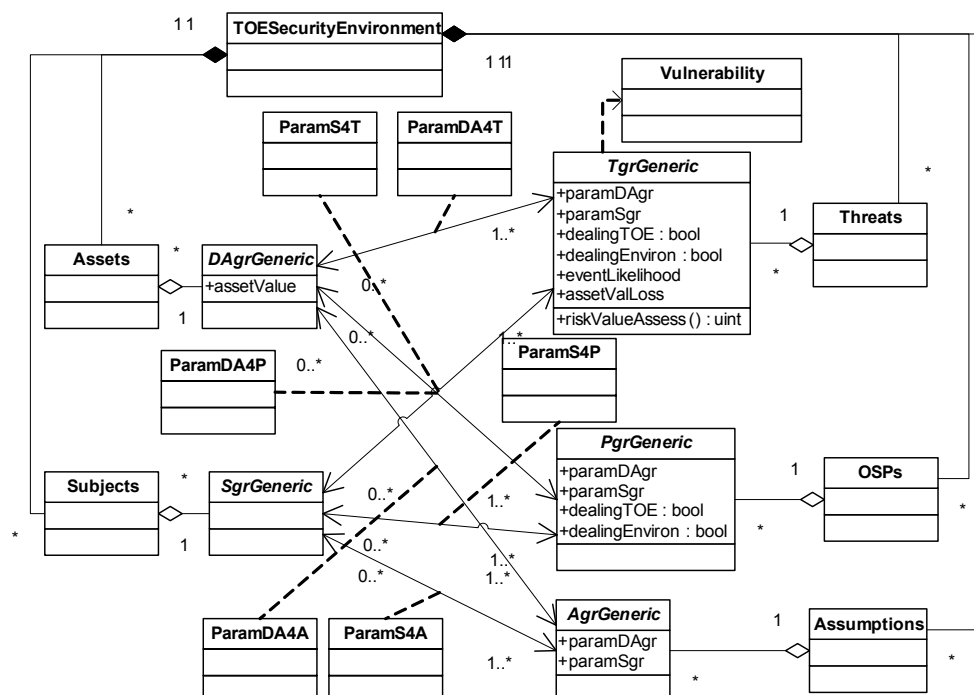 1 1
TOESecurityEnvironment
1 11
Vulnerability
ParamS4T
ParamDA4T
TgrGeneric
+paramDAgr
+paramSgr
+dealingTOE : bool
+dealingEnviron : bool
+eventLikelihood
+assetValLoss
+riskValueAssess() : uint
*
1
Threats
*
1..*
*
*
Assets
DAgrGeneric
+assetValue
1
0..*
0..*
0..*
1..*
ParamDA4P
ParamS4P
PgrGeneric
+paramDAgr
+paramSgr
+dealingTOE : bool
+dealingEnviron : bool
1
OSPs
*
*
Subjects
*
SgrGeneric
*
1
0..*
1..*
0..*
0..*
1..*
1..*
ParamDA4A
ParamS4A
AgrGeneric
+paramDAgr
+paramSgr
1..*
1
Assumptions
*
*